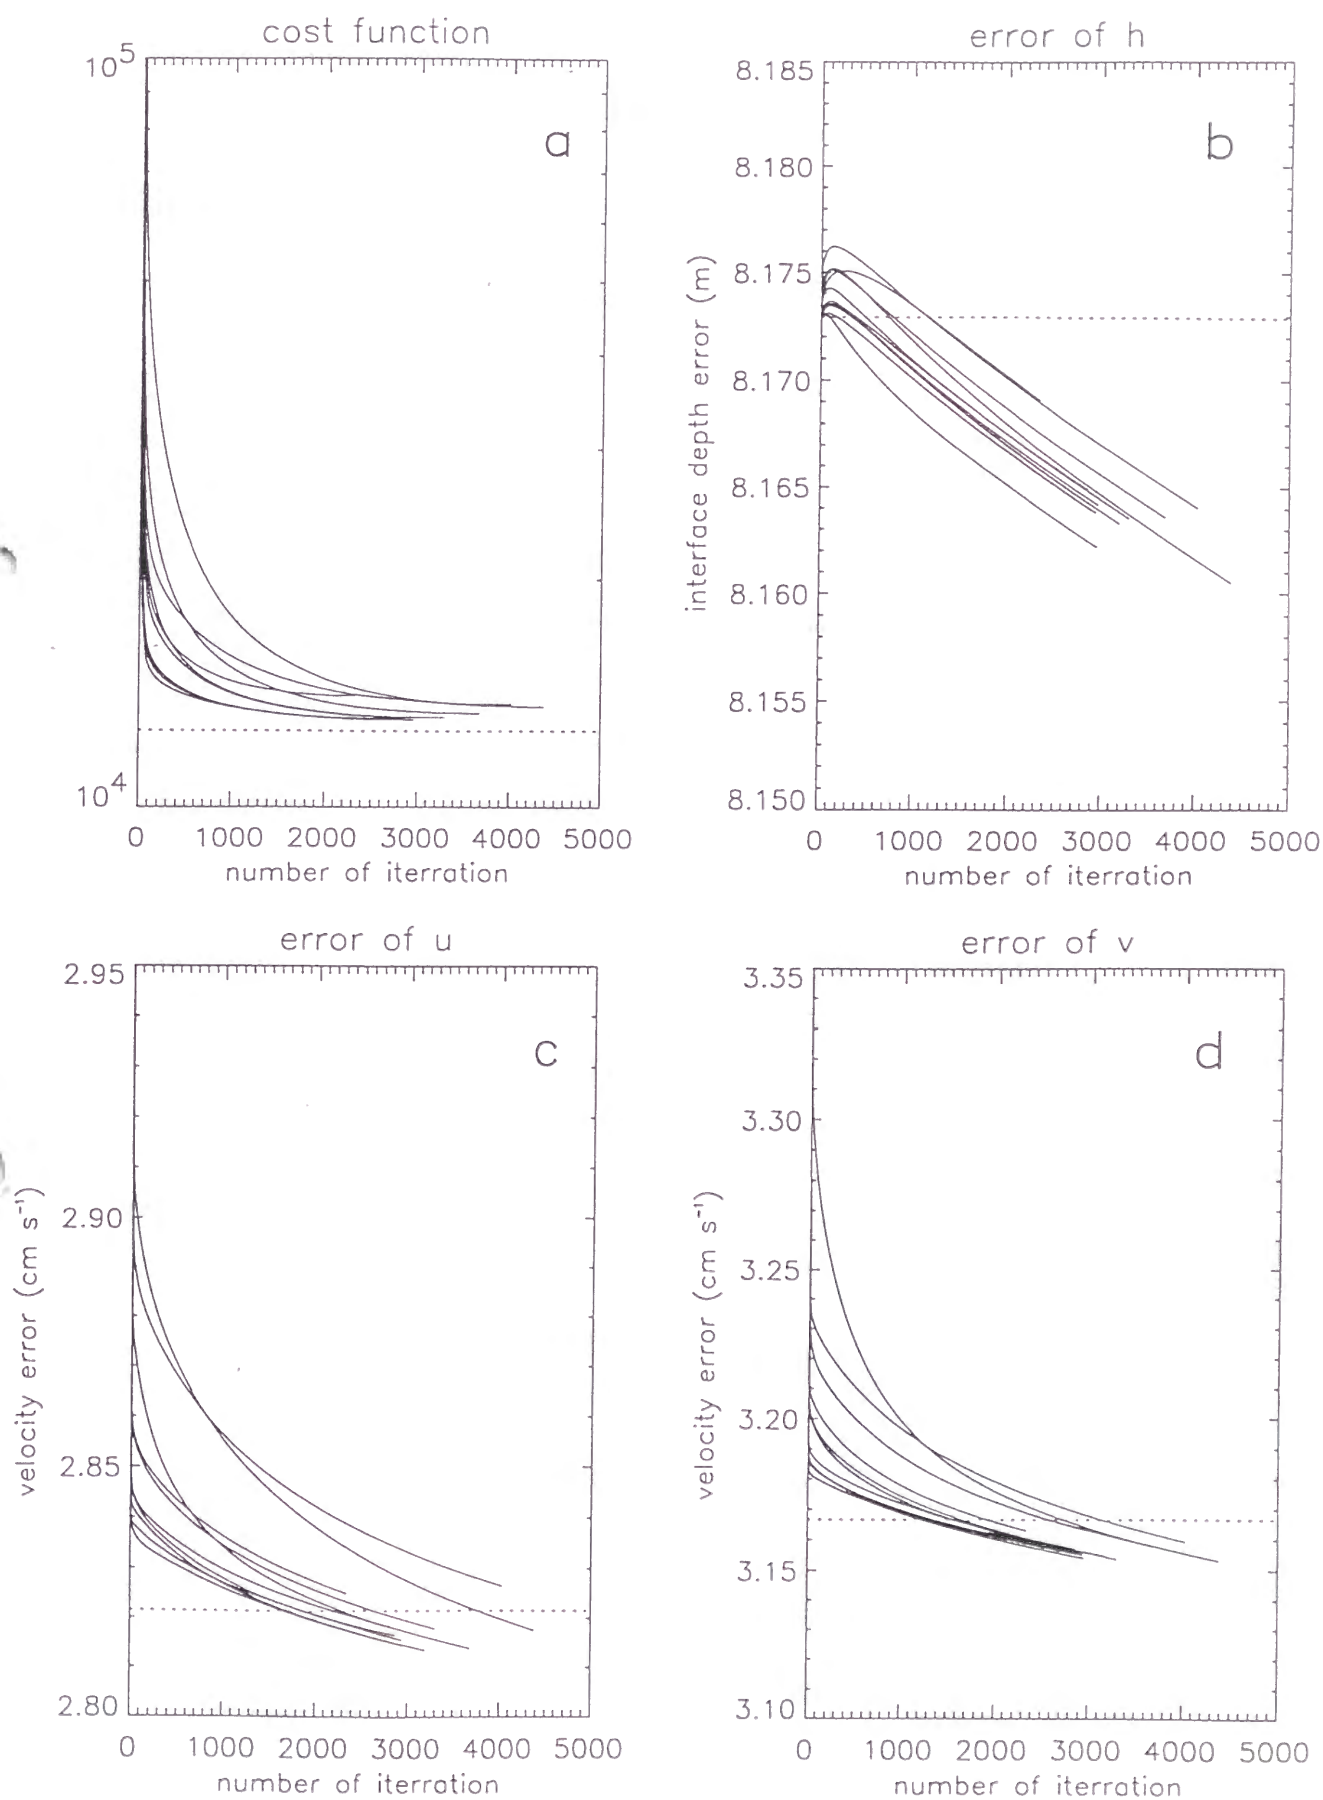 cost function
10^5
a
10^4
0 1000 2000 3000 4000 5000
number of iterration
error of h
8.185
b
8.180
8.175
8.170
8.165
8.160
8.155
8.150
interface depth error (m)
0 1000 2000 3000 4000 5000
number of iterration
error of u
2.95
c
2.90
2.85
2.80
velocity error (cm s⁻¹)
0 1000 2000 3000 4000 5000
number of iterration
error of v
3.35
d
3.30
3.25
3.20
3.15
3.10
velocity error (cm s⁻¹)
0 1000 2000 3000 4000 5000
number of iterration